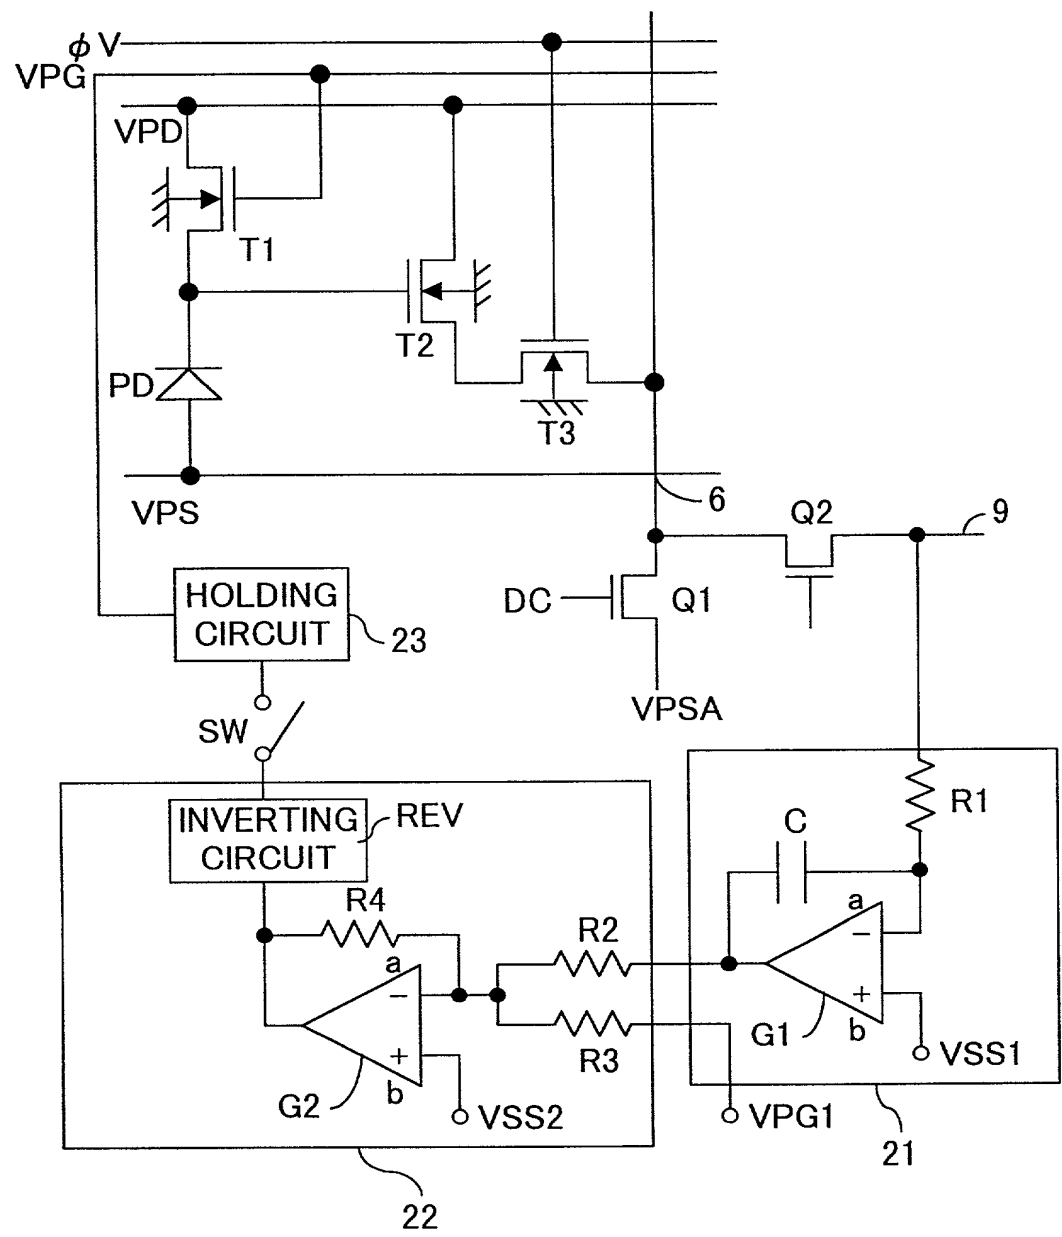 φV
VPG
VPD
T1
T2
PD
T3
VPS
6
Q2
9
HOLDING
CIRCUIT
23
DC
Q1
SW
VPSA
INVERTING
CIRCUIT
REV
R1
C
R4
a
R2
a
−
−
+
+
G1
b
VSS1
R3
b
G2
VSS2
VPG1
21
22